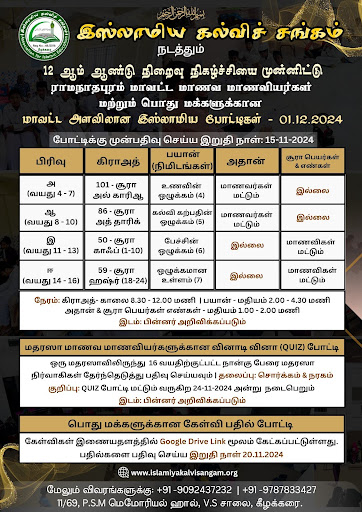 இஸ்லாமிய கல்விச் சங்கம்
நடத்தும்
12 ஆம் ஆண்டு நிறைவு நிகழ்ச்சியை முன்னிட்டு
ராமநாதபுரம் மாவட்ட மாணவ மாணவியர்கள்
மற்றும் பொது மக்களுக்கான
மாவட்ட அளவிலான இஸ்லாமிய போட்டிகள் - 01.12.2024
போட்டிக்கு முன்பதிவு செய்ய இறுதி நாள்: 15-11-2024
பிரிவு கிராஅத் பயான் (நிமிடங்கள்) அதான் சூரா பெயர்கள் & எண்கள்
அ (வயது 4 - 7) 101 - சூரா அல் காரிஆ உணவின் ஒழுக்கம் (4) மாணவர்கள் மட்டும் இல்லை
ஆ (வயது 8 - 10) 86 - சூரா அத் தாரிக் கல்வி கற்பதின் ஒழுக்கம் (5) மாணவர்கள் மட்டும் இல்லை
இ (வயது 11 - 13) 50 - சூரா காஃப் (1-10) பேச்சின் ஒழுக்கம் (6) இல்லை மாணவிகள் மட்டும்
ஈ (வயது 14 - 16) 59 - சூரா ஹஷ்ர் (18-24) ஒழுக்கமான உள்ளம் (7) இல்லை மாணவிகள் மட்டும்
நேரம்: கிராஅத்- காலை 8.30 - 12.00 மணி | பயான் - மதியம் 2.00 - 4.30 மணி
அதான் & சூரா பெயர்கள் எண்கள் - மதியம் 1.00 - 2.00 மணி
இடம்: பின்னர் அறிவிக்கப்படும்
மதரஸா மாணவ மாணவியர்களுக்கான வினாடி வினா (QUIZ) போட்டி
ஒரு மதரஸாவிலிருந்து 16 வயதிற்குட்பட்ட நான்கு பேரை மதரஸா
நிர்வாகிகள் தேர்ந்தெடுத்து பதிவு செய்யவும் | தலைப்பு: சொர்க்கம் & நரகம்
குறிப்பு: QUIZ போட்டி மட்டும் வருகிற 24-11-2024 அன்று நடைபெறும்
இடம்: பின்னர் அறிவிக்கப்படும்
பொது மக்களுக்கான கேள்வி பதில் போட்டி
கேள்விகள் இணையதளத்தில் Google Drive Link மூலம் கேட்கப்பட்டுள்ளது.
பதில்களை பதிவு செய்ய இறுதி நாள் 20.11.2024
www.islamiyakalvisangam.org
மேலும் விவரங்களுக்கு: +91 -9092437232 | +91 -9787833427
11/69, P.S.M மெமோரியல் ஹால், V.S சாலை, கீழக்கரை.